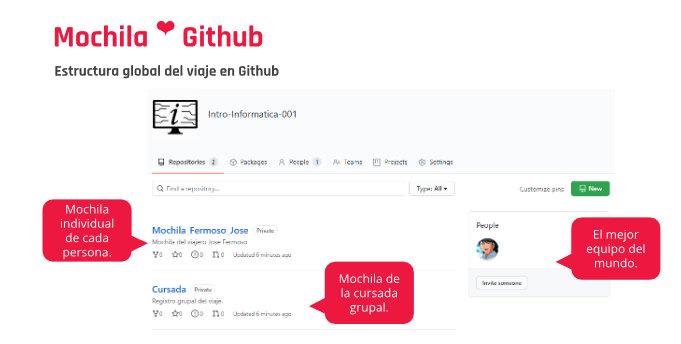 Mochila ❤ Github
Estructura global del viaje en Github
i
Intro-Informatica-001
Repositories 2 Packages People 1 Teams Projects Settings
Find a repository...
Type: All
Customize pins
New
Mochila Fermoso Jose Private
Mochila del viajero Jose Fermoso
0 0 0 0 Updated 6 minutes ago
Cursada Private
Registro grupal del viaje.
0 0 0 0 Updated 6 minutes ago
People
Invite someone
Mochila
individual
de cada
persona.
Mochila de
la cursada
grupal.
El mejor
equipo del
mundo.